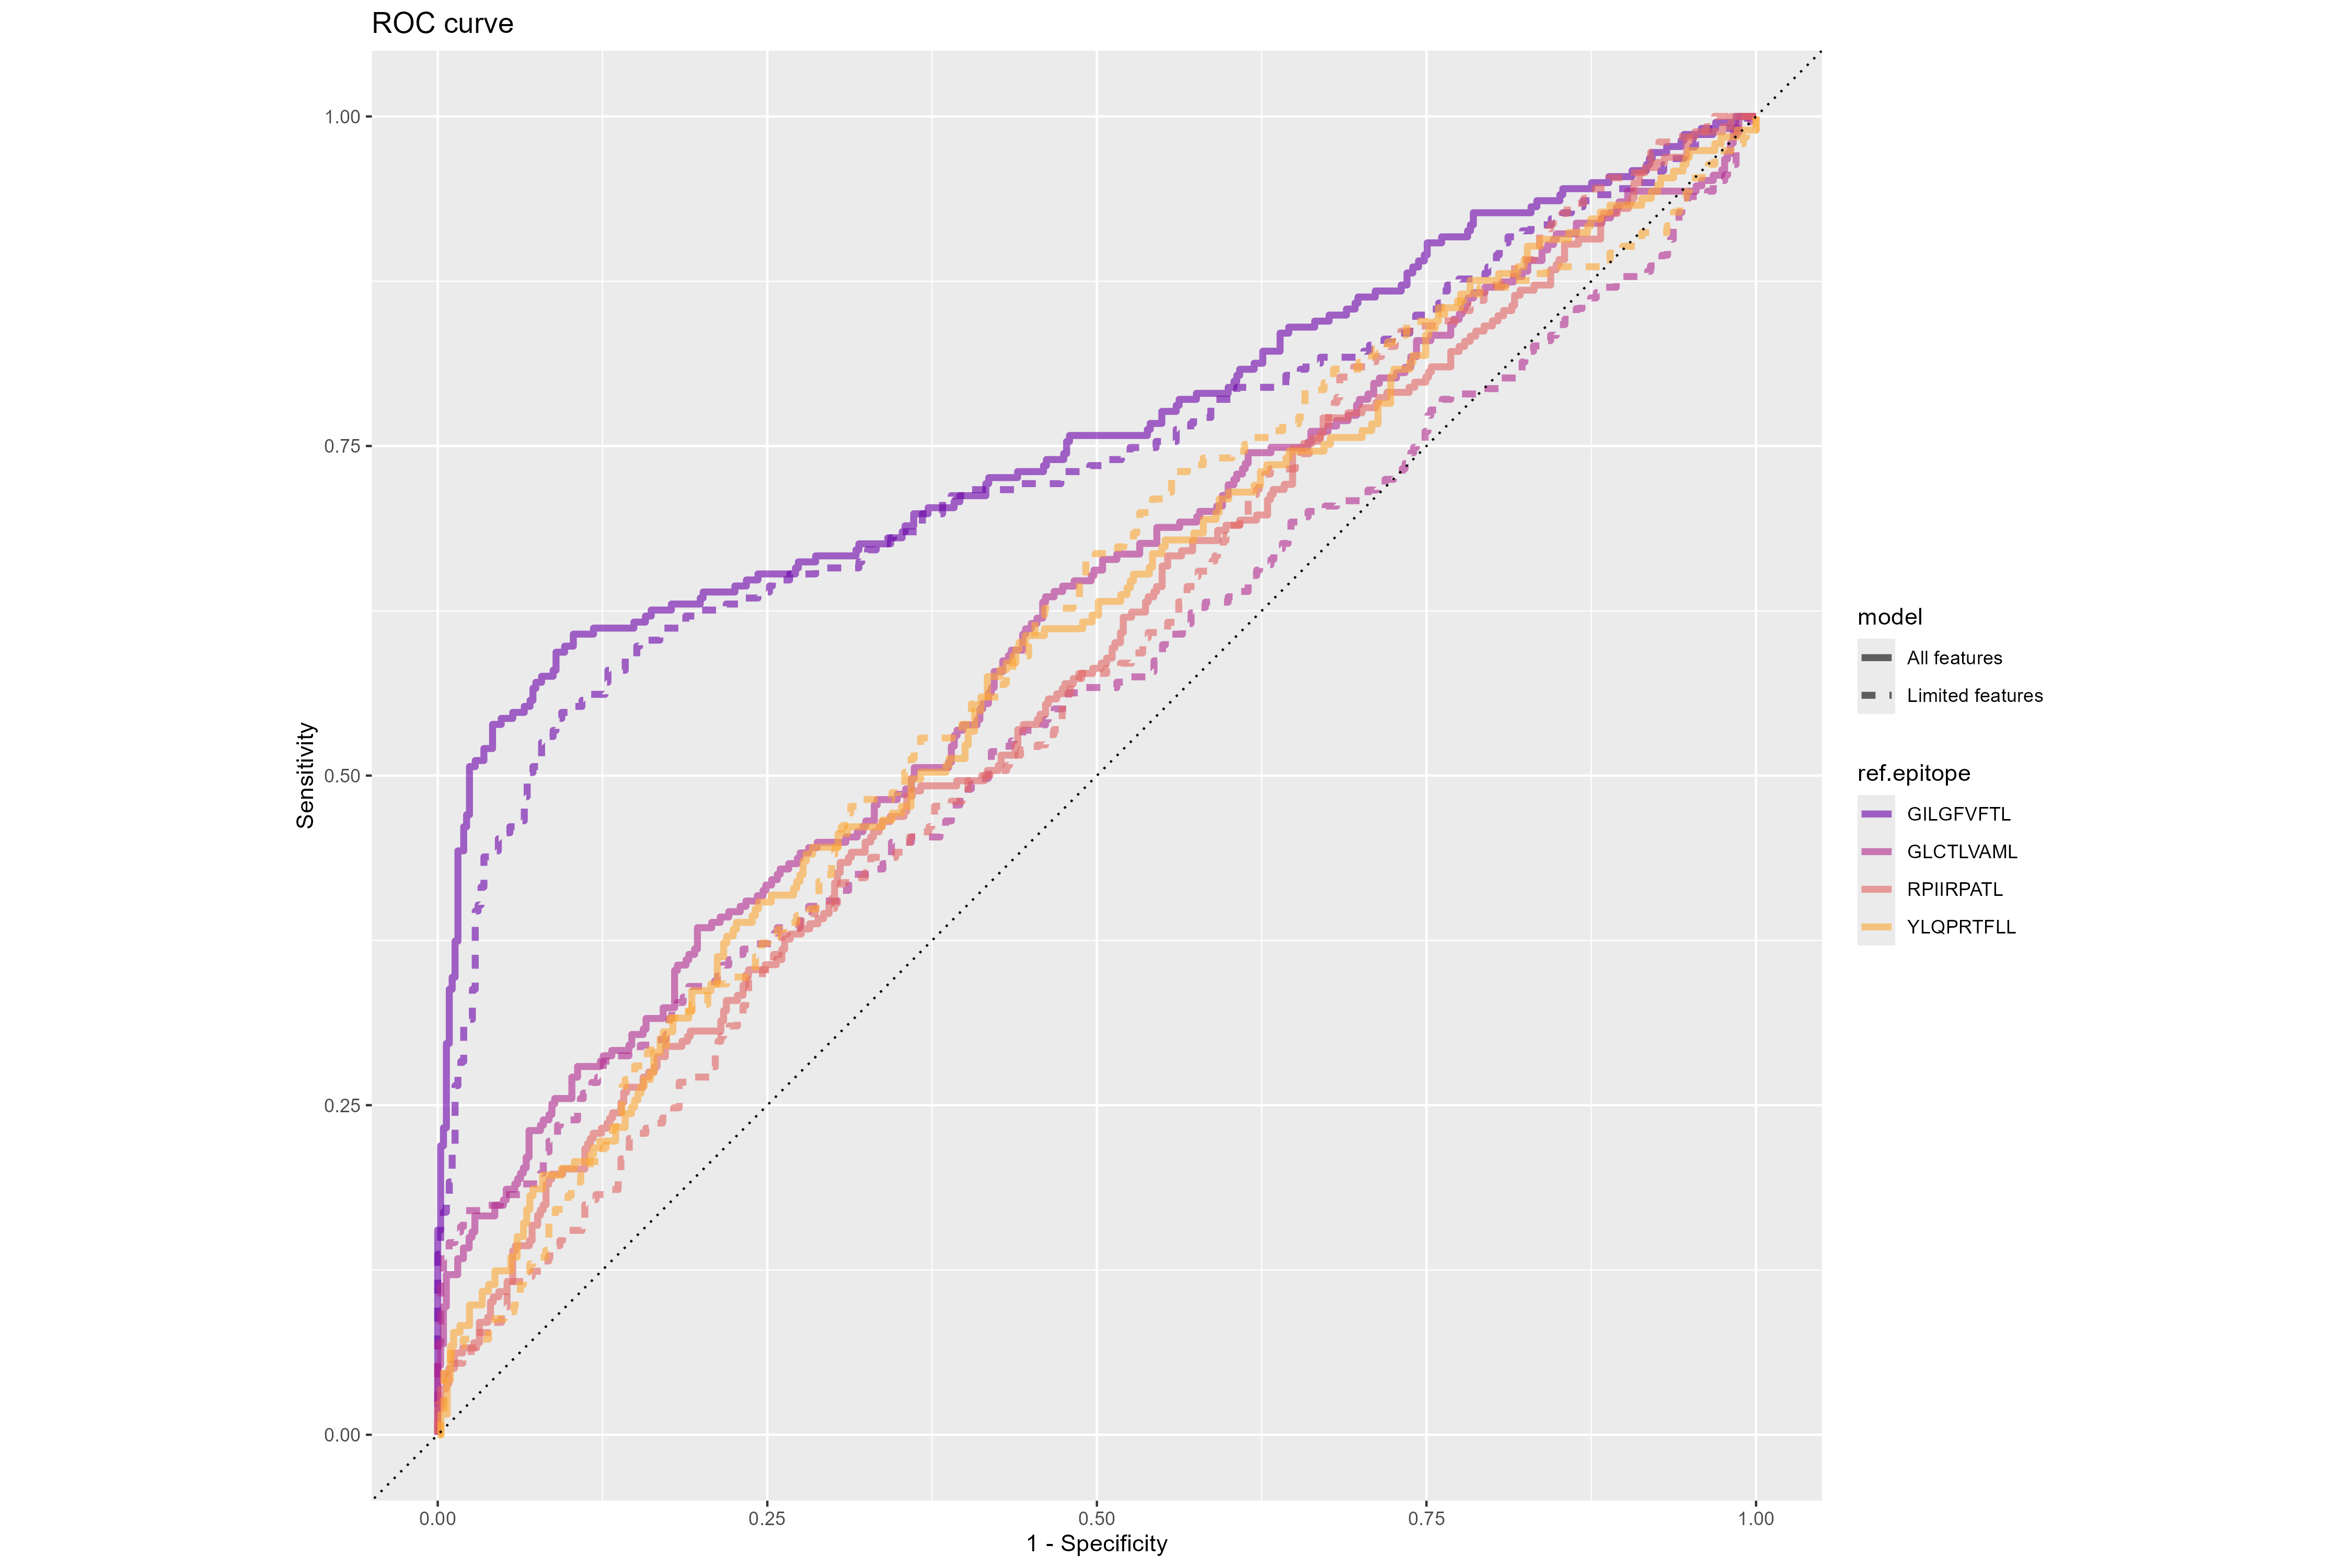 ROC curve
1.00
0.75
0.50
0.25
0.00
Sensitivity
0.00 0.25 0.50 0.75 1.00
1 - Specificity
model
All features
Limited features
ref.epitope
GILGFVFTL
GLCTLVAML
RPIIRPATL
YLQPRTFLL